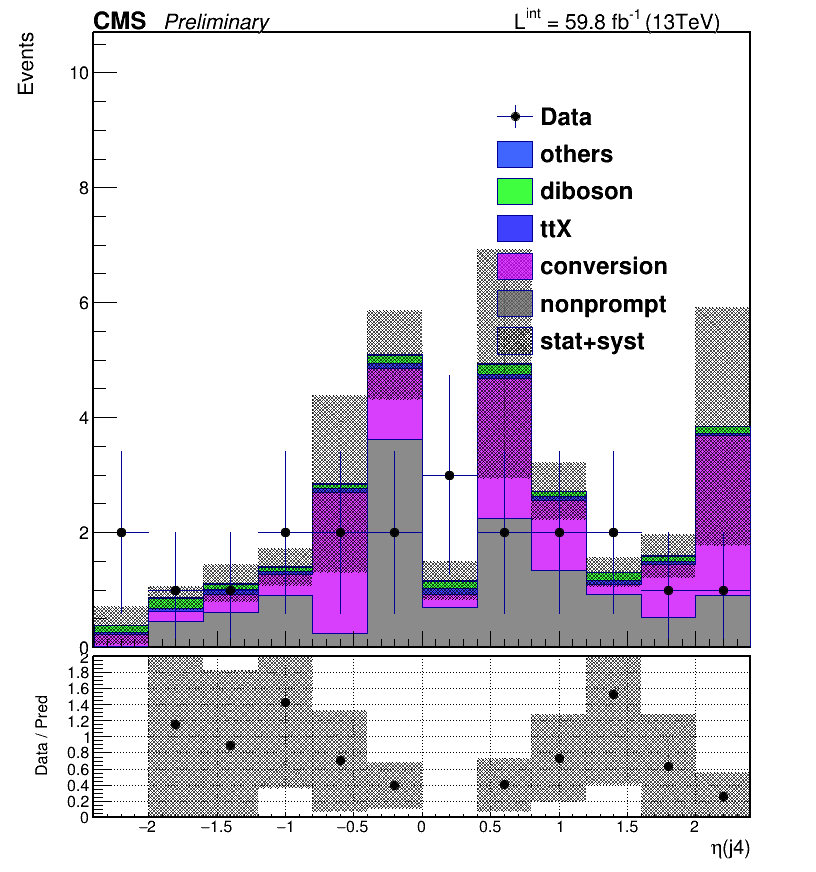 CMS Preliminary L^int = 59.8 fb^-1 (13TeV)
Events
10
8
6
4
2
0
Data
others
diboson
ttX
conversion
nonprompt
stat+syst
Data / Pred
2
1.8
1.6
1.4
1.2
1
0.8
0.6
0.4
0.2
0
−2 −1.5 −1 −0.5 0 0.5 1 1.5 2
η(j4)